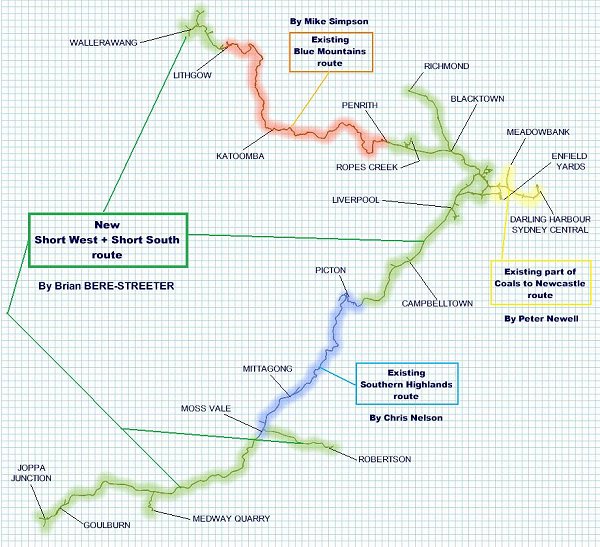 By Mike Simpson
WALLERAWANG
Existing
Blue Mountains
route
LITHGOW
RICHMOND
BLACKTOWN
PENRITH
MEADOWBANK
KATOOMBA
ROPES CREEK
ENFIELD
YARDS
LIVERPOOL
DARLING HARBOUR
SYDNEY CENTRAL
New
Short West + Short South
route
By Brian BERE-STREETER
PICTON
Existing part of
Coals to Newcastle
route
CAMPBELLTOWN
By Peter Newell
MITTAGONG
Existing
Southern Highlands
route
MOSS VALE
By Chris Nelson
ROBERTSON
JOPPA
JUNCTION
GOULBURN
MEDWAY QUARRY